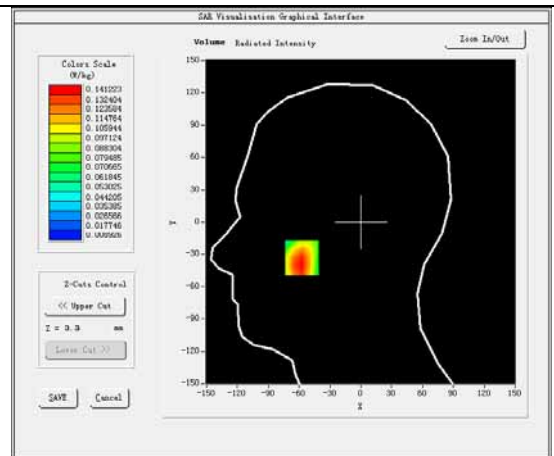 SAR Visualisation Graphical Interface
Volume Radiated Intensity
Zoom In/Out
Colors Scale
(W/kg)
0.141223
0.132404
0.123584
0.114764
0.105944
0.097124
0.088304
0.079485
0.070665
0.061845
0.053025
0.044205
0.035385
0.026566
0.017746
0.008926
Z-Cuts Control
<< Upper Cut
Z = 3.3 mm
Lower Cut >>
SAVE
Cancel
150
120
90
60
30
0
-30
-60
-90
-120
-150
Y
-150 -120 -90 -60 -30 0 30 60 90 120 150
X